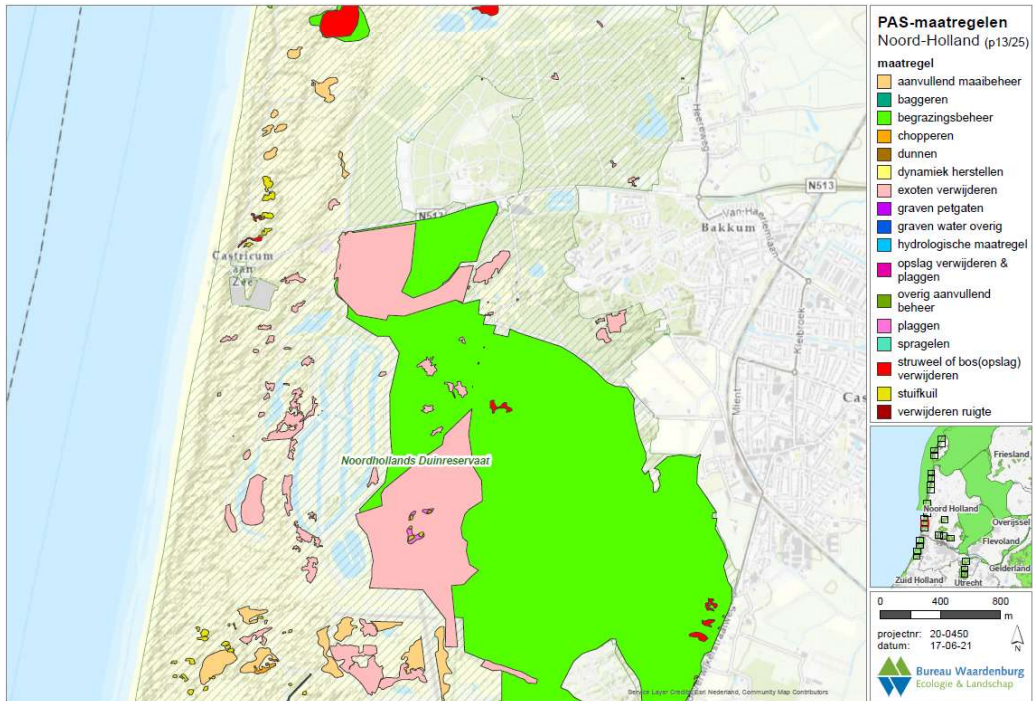 PAS-maatregelen
Noord-Holland (p13/25)
maatregel
aanvullend maaibeheer
baggeren
begrazingsbeheer
chopperen
dunnen
dynamiek herstellen
exoten verwijderen
graven petgaten
graven water overig
hydrologische maatregel
opslag verwijderen &
plaggen
overig aanvullend
beheer
plaggen
spragelen
struweel of bos(opslag)
verwijderen
stuifkuil
verwijderen ruigte
Heereweg
N513
N513
Van-Haerlemlaan
Bakkum
Castricum
aan
Zee
Kleibroek
Mient
Cas
Noordhollands Duinreservaat
Service Layer Credits: Esri Nederland, Community Map Contributors
Friesland
Noord Holland
Overijssel
Flevoland
Gelderland
Zuid Holland
Utrecht
0 400 800
m
projectnr: 20-0450
datum: 17-06-21
N
Bureau Waardenburg
Ecologie & Landschap